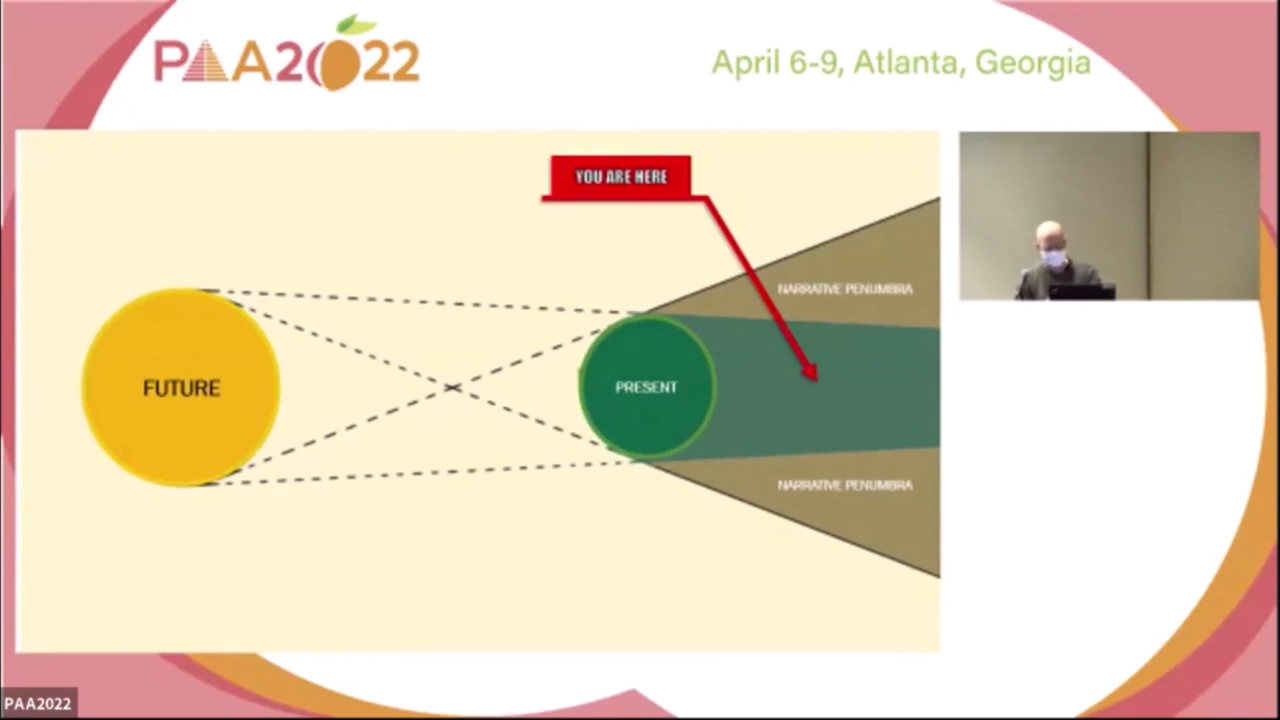 PAA2022
April 6-9, Atlanta, Georgia
YOU ARE HERE
NARRATIVE PENUMBRA
FUTURE
PRESENT
NARRATIVE PENUMBRA
PAA2022